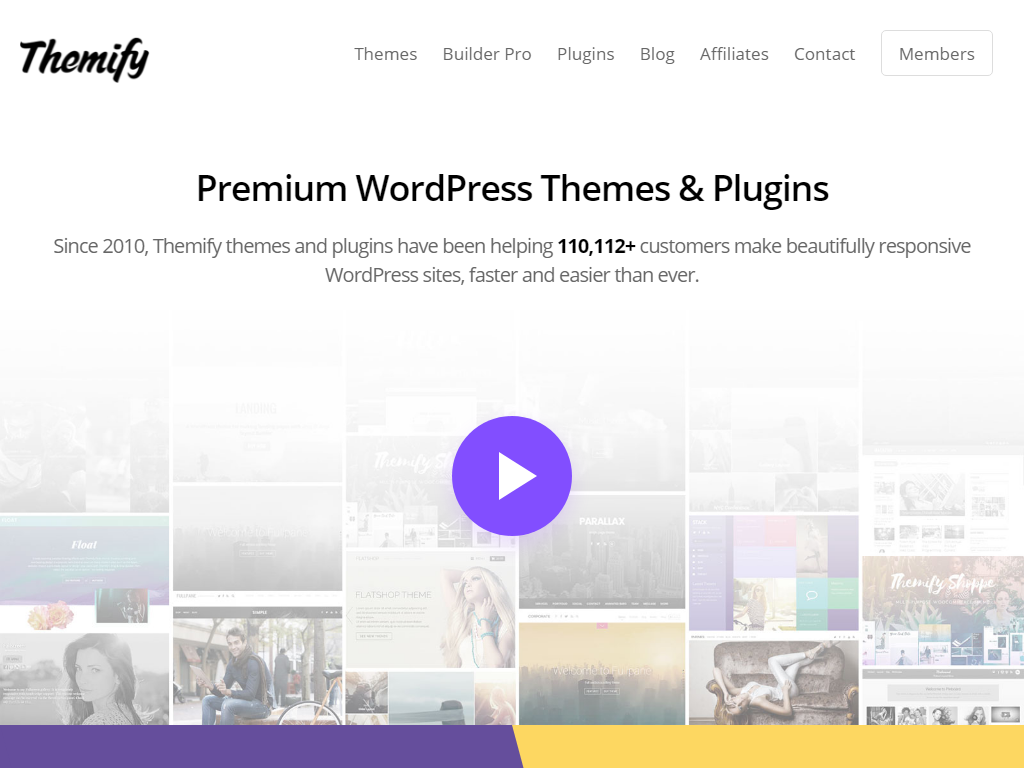 Themify
Themes Builder Pro Plugins Blog Affiliates Contact Members
Premium WordPress Themes & Plugins
Since 2010, Themify themes and plugins have been helping 110,112+ customers make beautifully responsive
WordPress sites, faster and easier than ever.
LANDING
Themify
PARALLAX
Float
FLATSHOP THEME
Themify Shoppe